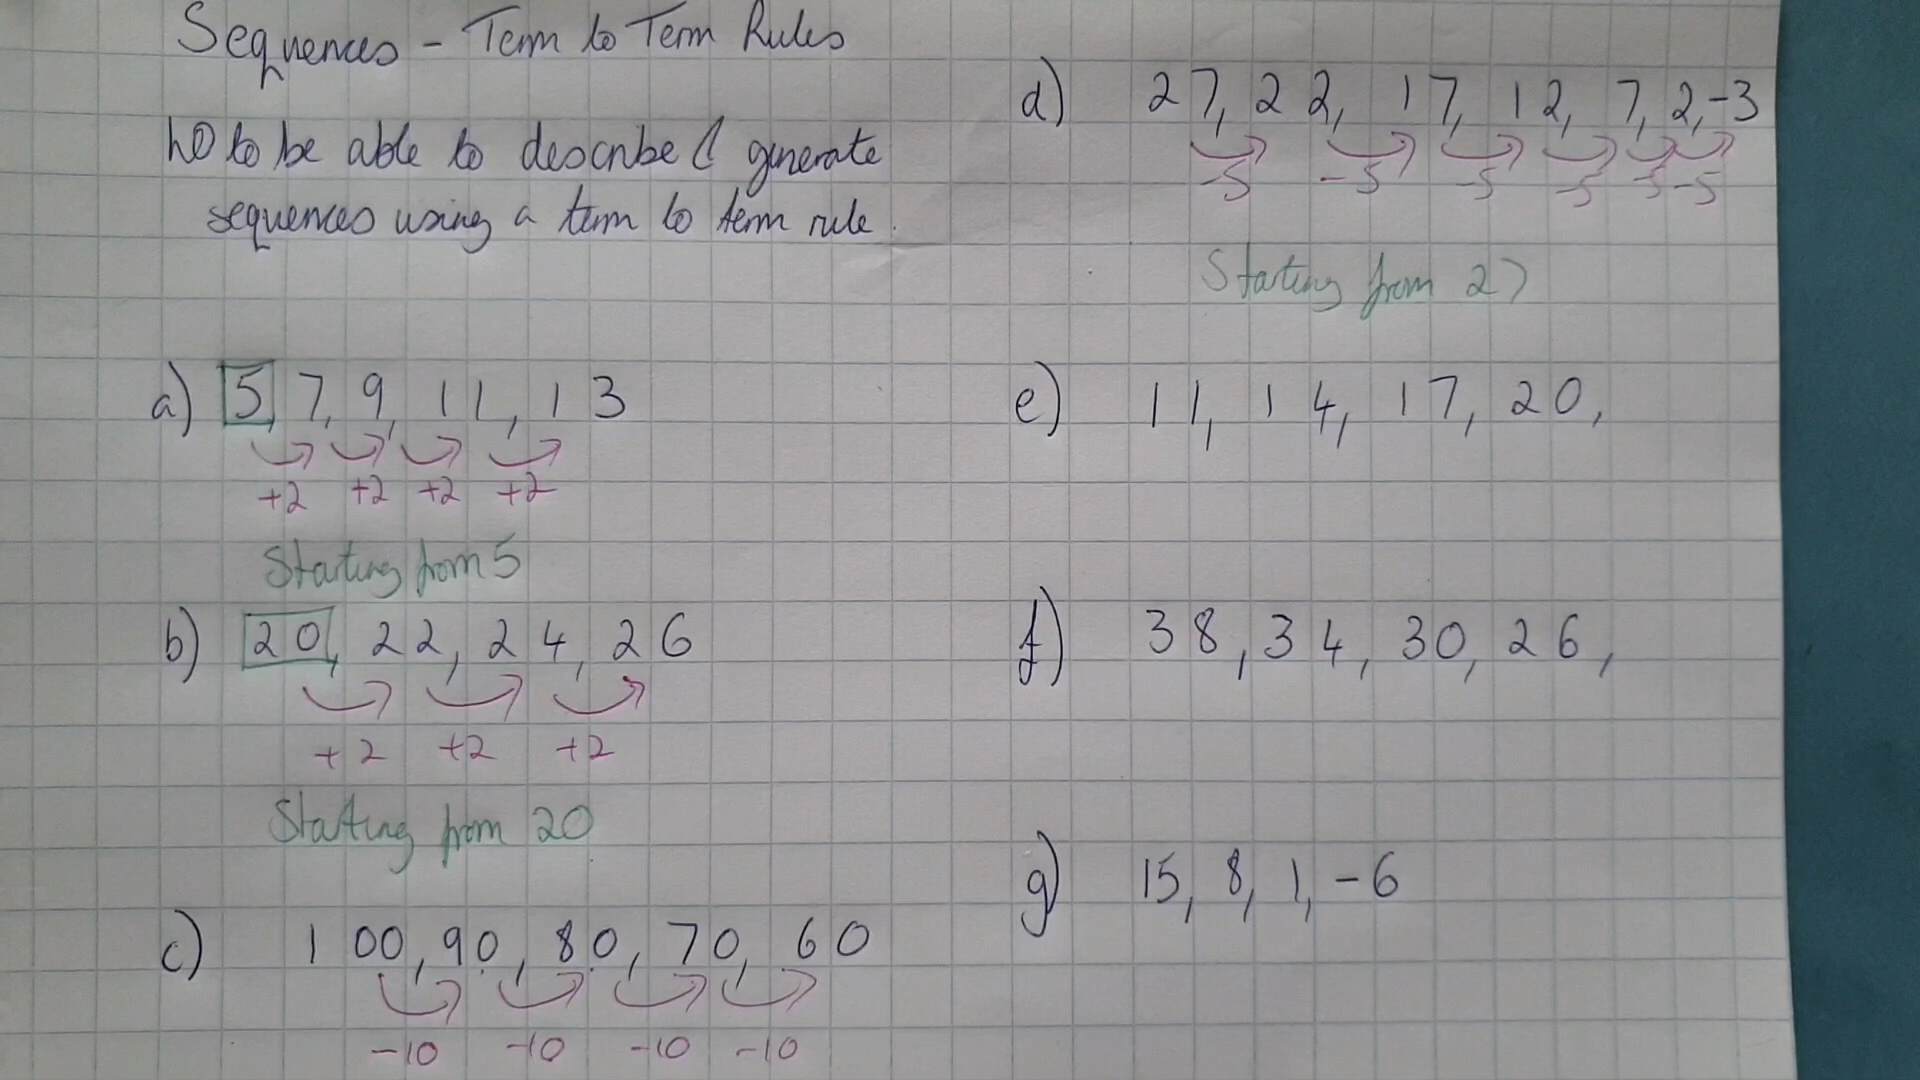 Sequences - Term to Term Rules
LO to be able to describe & generate
sequences using a term to term rule.
a) 5, 7, 9, 11, 13
+2 +2 +2 +2
Starting from 5
b) 20, 22, 24, 26
+2 +2 +2
Starting from 20
c) 100, 90, 80, 70, 60
-10 -10 -10 -10
d) 27, 22, 17, 12, 7, 2, -3
-5 -5 -5 -5 -5 -5
Starting from 27
e) 11, 14, 17, 20,
f) 38, 34, 30, 26,
g) 15, 8, 1, -6